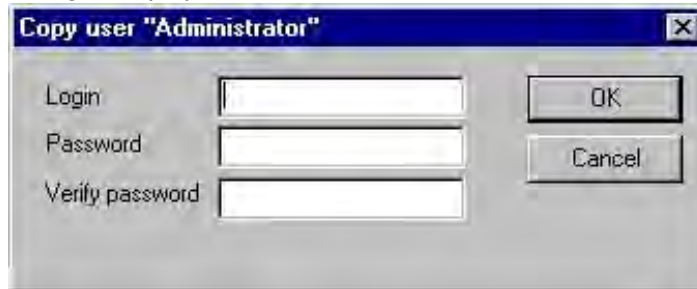 Copy user "Administrator"
Login
OK
Password
Cancel
Verify password